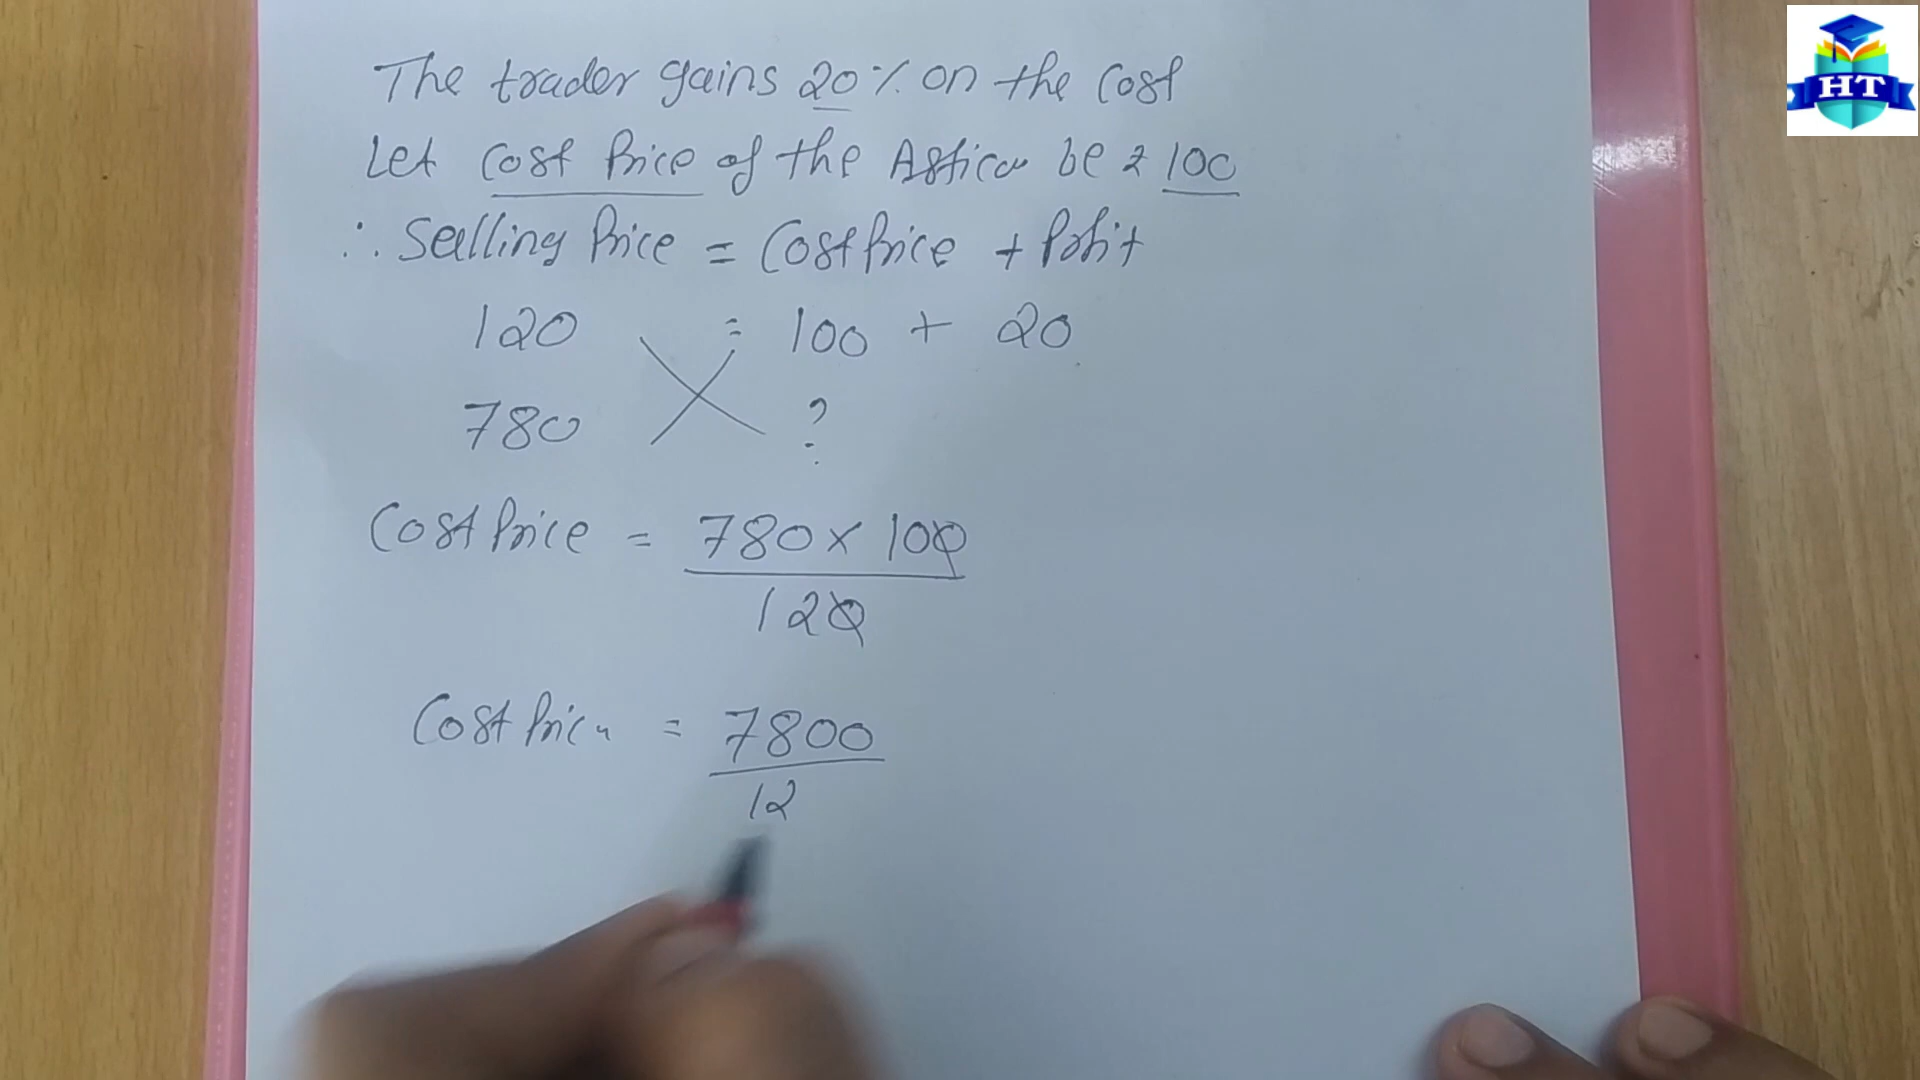 The trader gains 20% on the cost
Let Cost Price of the Article be ₹ 100
∴ Selling Price = Cost Price + Profit
120 = 100 + 20
780 ?
Cost Price = 780 × 100
120
Cost Price = 7800
12
HT